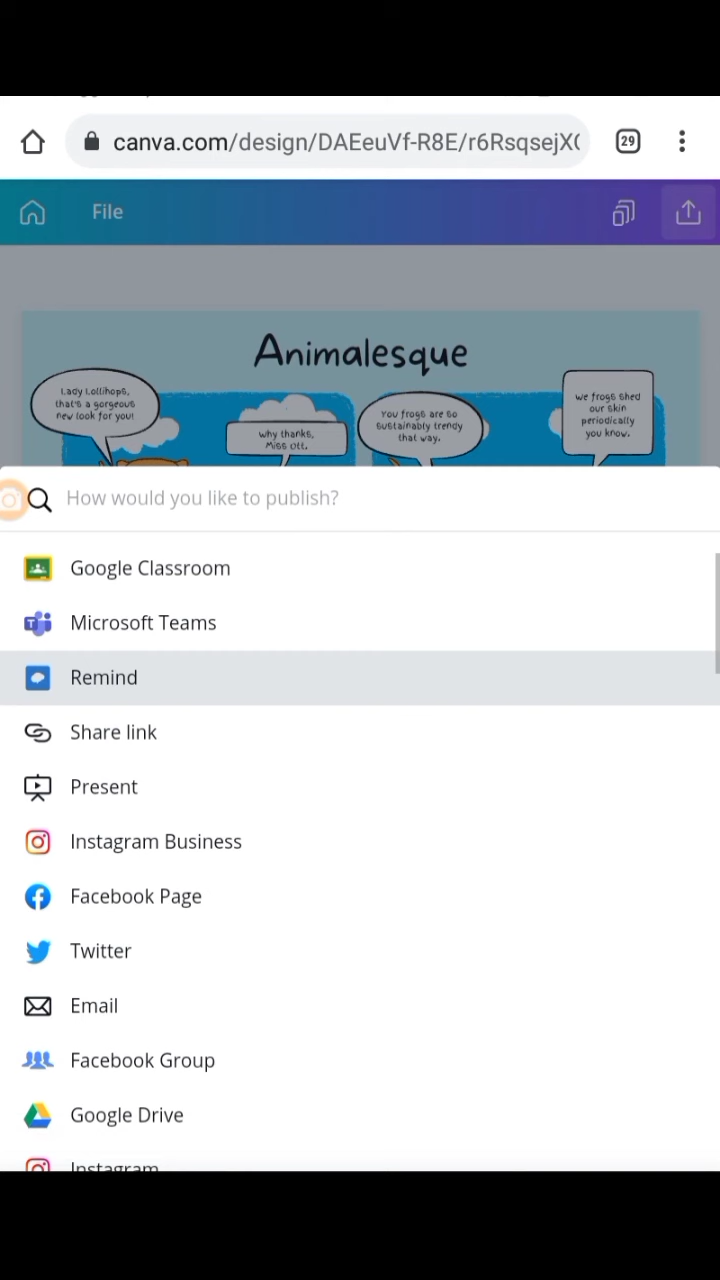 canva.com/design/DAEeuVf-R8E/r6RsqsejX
29
File
Animalesque
Lady Lollihops,
that's a gorgeous
new look for you!
why thanks,
Miss Ott.
You frogs are so
sustainably trendy
that way.
we frogs shed
our skin
periodically
you know.
How would you like to publish?
Google Classroom
Microsoft Teams
Remind
Share link
Present
Instagram Business
Facebook Page
Twitter
Email
Facebook Group
Google Drive
Instagram